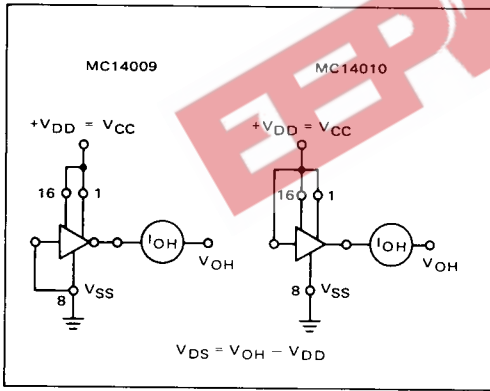 MC14009 MC14010
+VDD = VCC +VDD = VCC
16 1 16 1
IOH IOH
VOH VOH
8 VSS 8 VSS
VDS = VOH − VDD